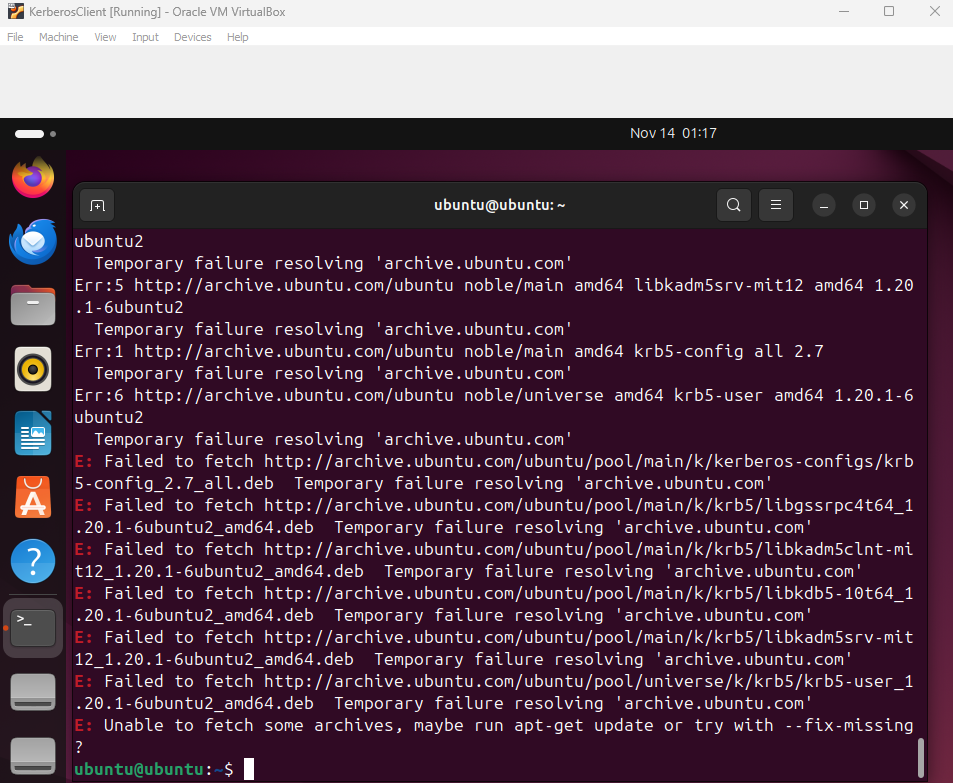 KerberosClient [Running] - Oracle VM VirtualBox
File Machine View Input Devices Help
Nov 14 01:17
ubuntu@ubuntu: ~
ubuntu2
Temporary failure resolving 'archive.ubuntu.com'
Err:5 http://archive.ubuntu.com/ubuntu noble/main amd64 libkadm5srv-mit12 amd64 1.20
.1-6ubuntu2
Temporary failure resolving 'archive.ubuntu.com'
Err:1 http://archive.ubuntu.com/ubuntu noble/main amd64 krb5-config all 2.7
Temporary failure resolving 'archive.ubuntu.com'
Err:6 http://archive.ubuntu.com/ubuntu noble/universe amd64 krb5-user amd64 1.20.1-6
ubuntu2
Temporary failure resolving 'archive.ubuntu.com'
E: Failed to fetch http://archive.ubuntu.com/ubuntu/pool/main/k/kerberos-configs/krb
5-config_2.7_all.deb Temporary failure resolving 'archive.ubuntu.com'
E: Failed to fetch http://archive.ubuntu.com/ubuntu/pool/main/k/krb5/libgssrpc4t64_1
.20.1-6ubuntu2_amd64.deb Temporary failure resolving 'archive.ubuntu.com'
E: Failed to fetch http://archive.ubuntu.com/ubuntu/pool/main/k/krb5/libkadm5clnt-mi
t12_1.20.1-6ubuntu2_amd64.deb Temporary failure resolving 'archive.ubuntu.com'
E: Failed to fetch http://archive.ubuntu.com/ubuntu/pool/main/k/krb5/libkdb5-10t64_1
.20.1-6ubuntu2_amd64.deb Temporary failure resolving 'archive.ubuntu.com'
E: Failed to fetch http://archive.ubuntu.com/ubuntu/pool/main/k/krb5/libkadm5srv-mit
12_1.20.1-6ubuntu2_amd64.deb Temporary failure resolving 'archive.ubuntu.com'
E: Failed to fetch http://archive.ubuntu.com/ubuntu/pool/universe/k/krb5/krb5-user_1
.20.1-6ubuntu2_amd64.deb Temporary failure resolving 'archive.ubuntu.com'
E: Unable to fetch some archives, maybe run apt-get update or try with --fix-missing
?
ubuntu@ubuntu:~$